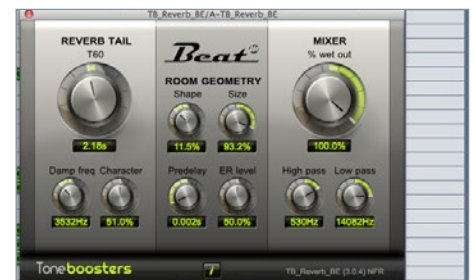 TB_Reverb_BE/A-TB_Reverb_BE
REVERB TAIL
T60
2.18s
Damp freq Character
3532Hz 51.0%
Beat
ROOM GEOMETRY
Shape Size
11.5% 93.2%
Predelay ER level
0.002s 50.0%
MIXER
% wet out
100.0%
High pass Low pass
530Hz 14082Hz
Toneboosters
TB_Reverb_BE (3.0.4) NFR